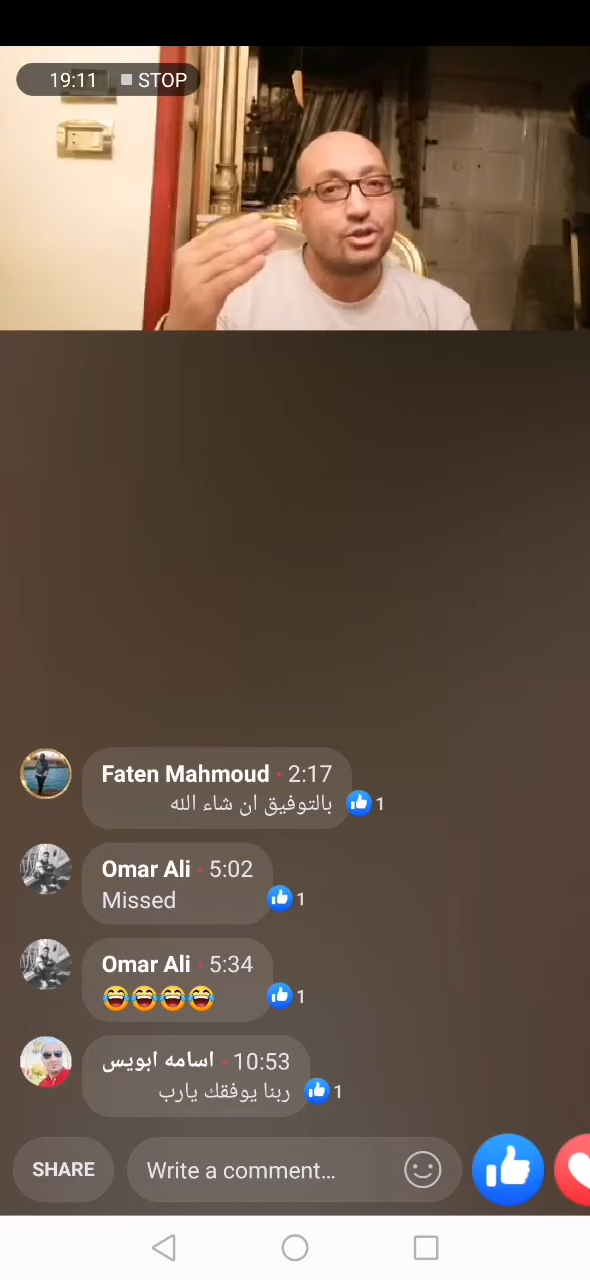 19:11 STOP
Faten Mahmoud · 2:17
بالتوفيق ان شاء الله
1
Omar Ali · 5:02
Missed
1
Omar Ali · 5:34
😂😂😂😂
1
اسامه ابويس · 10:53
ربنا يوفقك يارب
1
SHARE
Write a comment...